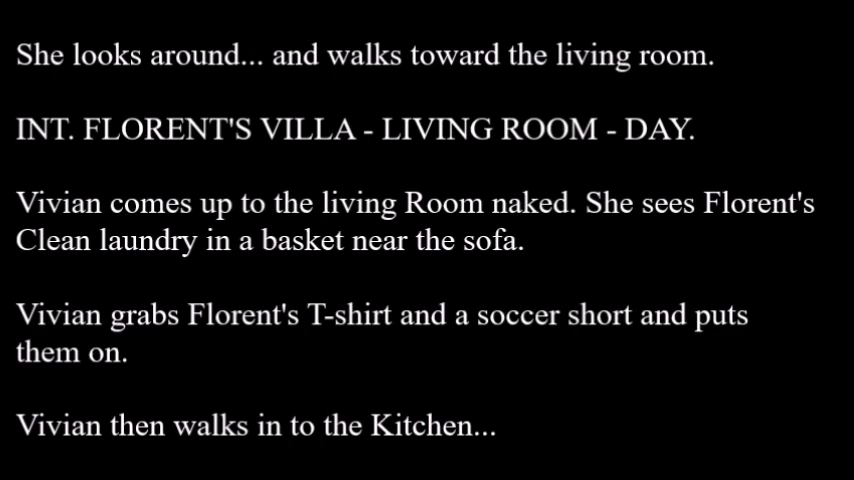 She looks around... and walks toward the living room.
INT. FLORENT'S VILLA - LIVING ROOM - DAY.
Vivian comes up to the living Room naked. She sees Florent's
Clean laundry in a basket near the sofa.
Vivian grabs Florent's T-shirt and a soccer short and puts
them on.
Vivian then walks in to the Kitchen...